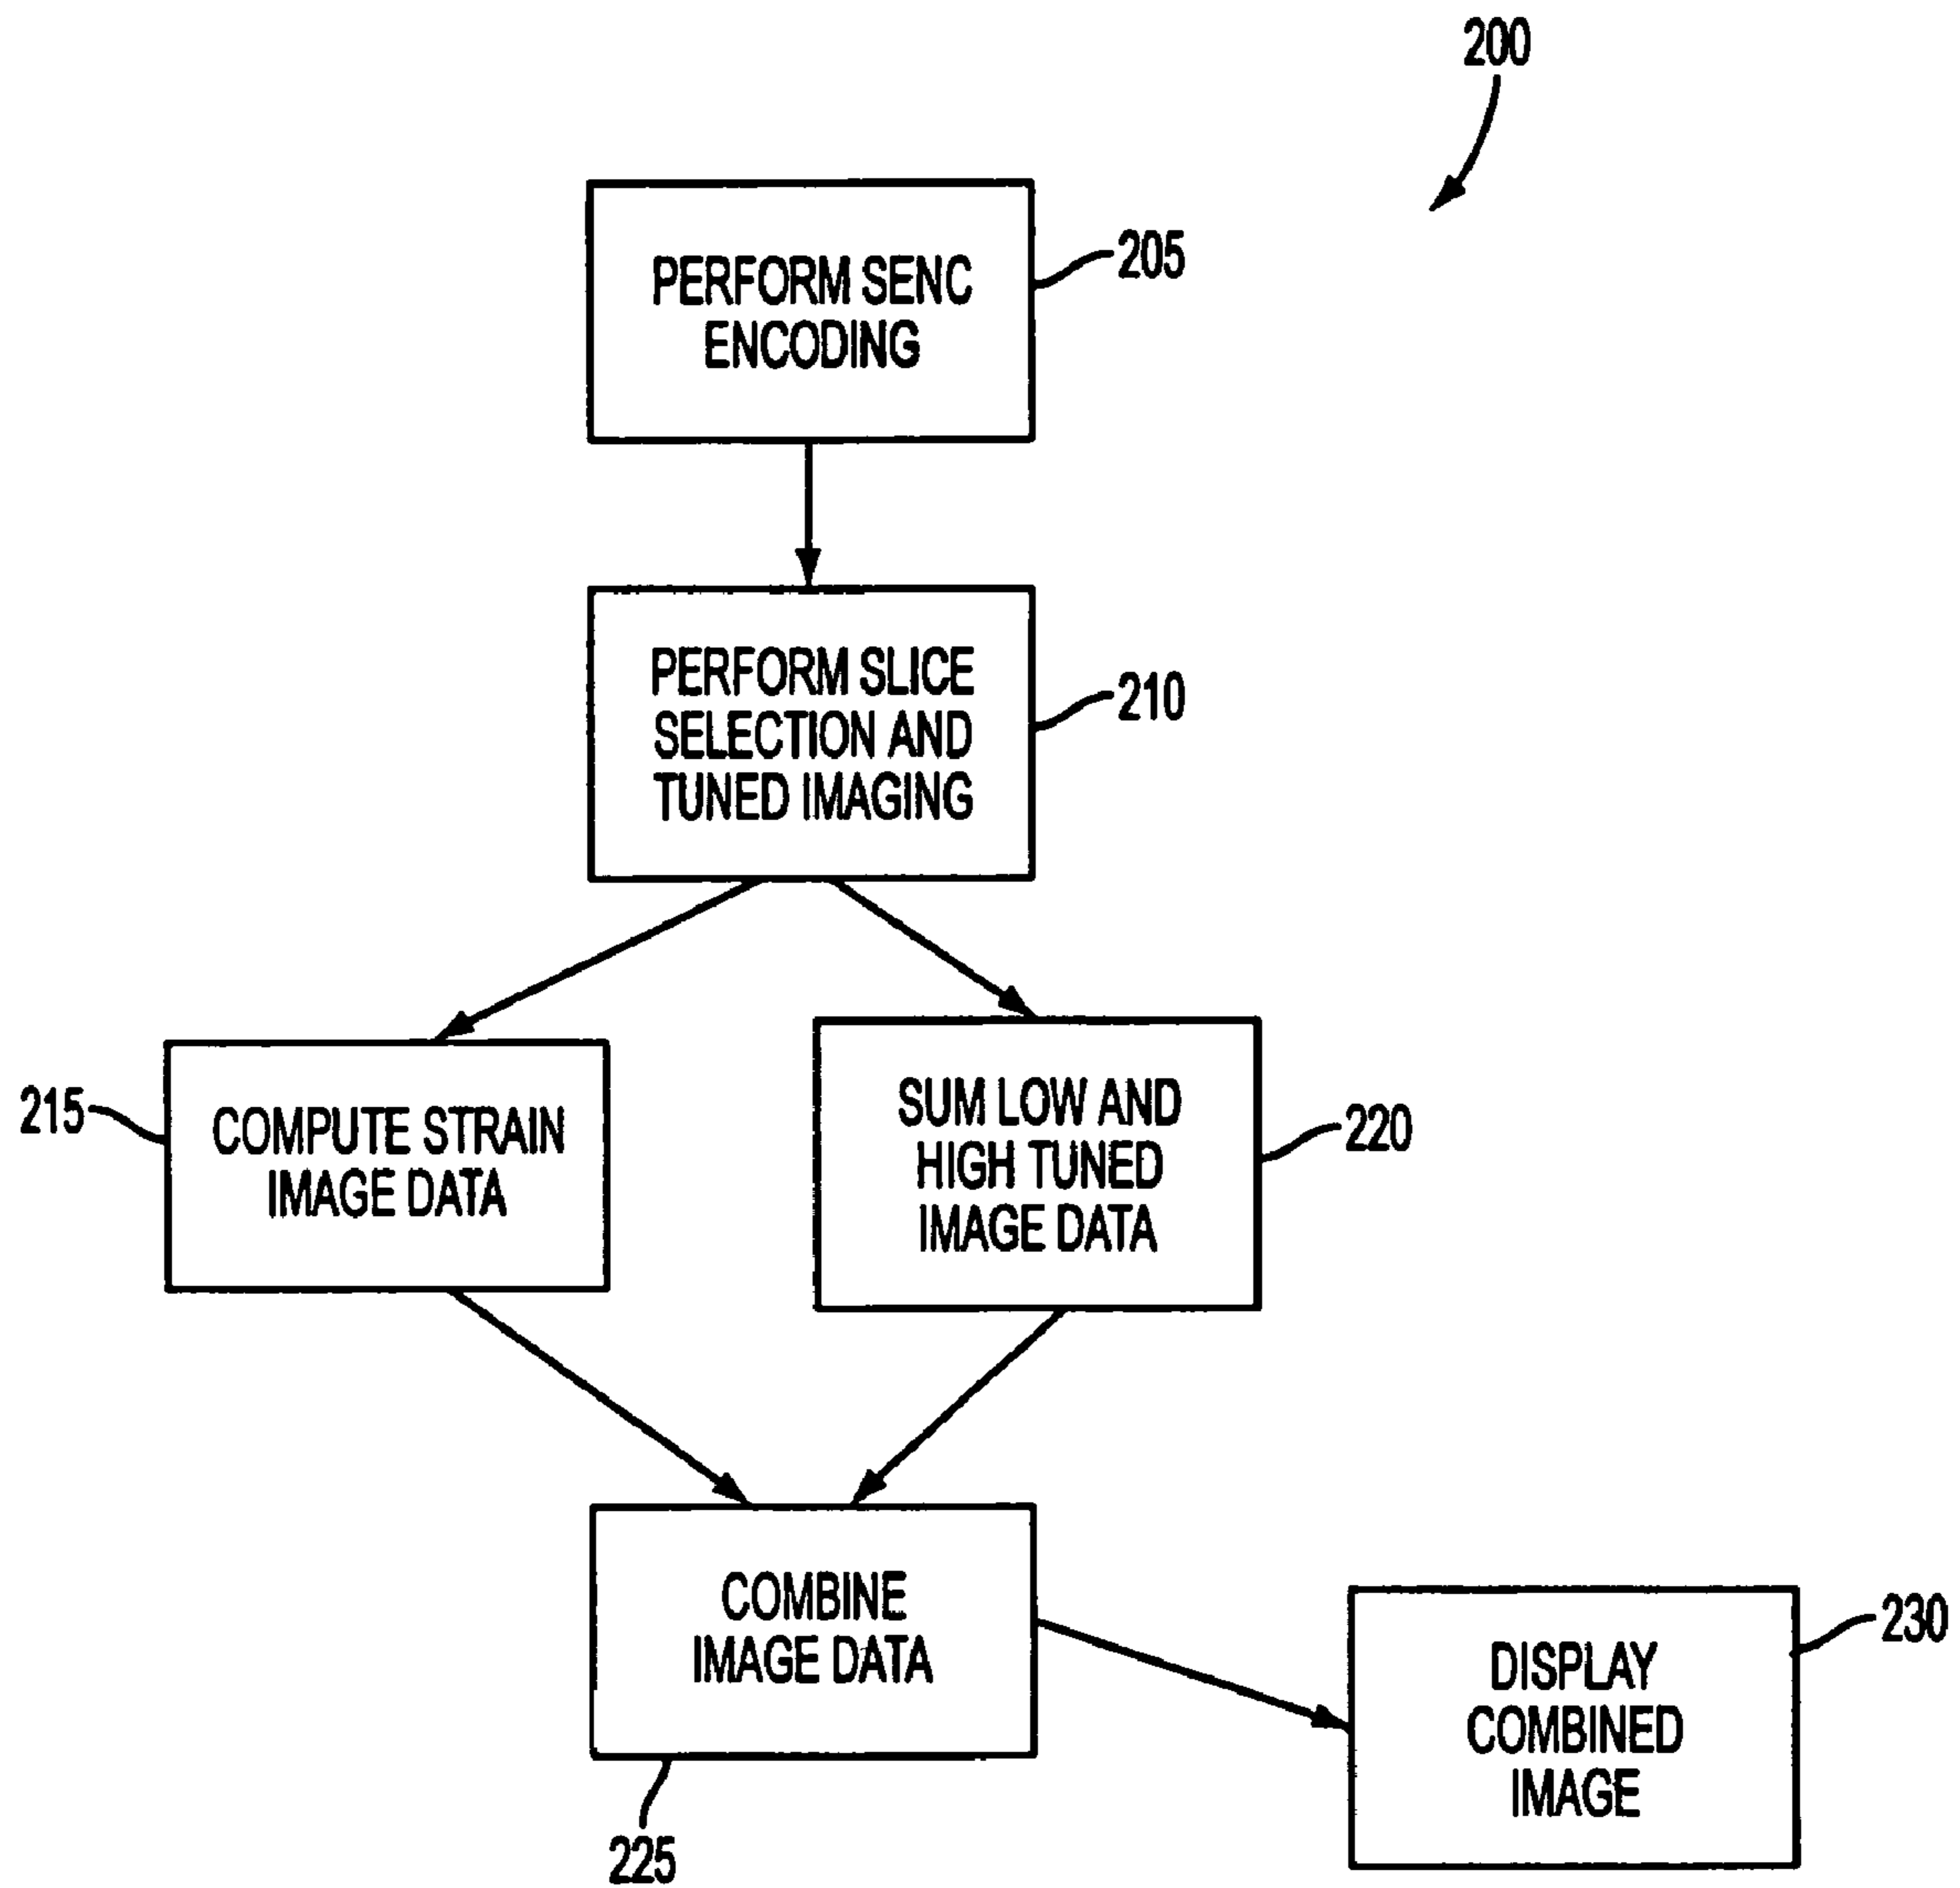 200
PERFORM SENC
ENCODING
205
PERFORM SLICE
SELECTION AND
TUNED IMAGING
210
215
COMPUTE STRAIN
IMAGE DATA
SUM LOW AND
HIGH TUNED
IMAGE DATA
220
COMBINE
IMAGE DATA
225
DISPLAY
COMBINED
IMAGE
230